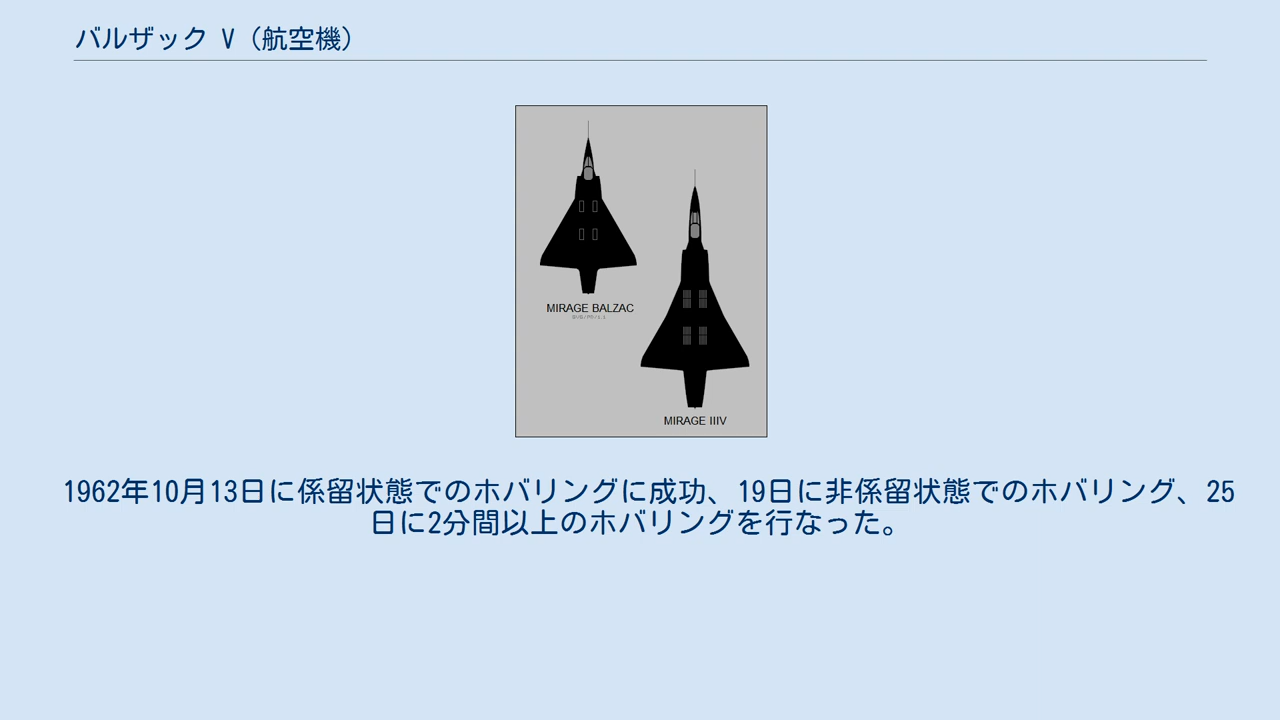 バルザック V（航空機）
MIRAGE BALZAC
MIRAGE IIIV
1962年10月13日に係留状態でのホバリングに成功、19日に非係留状態でのホバリング、25
日に2分間以上のホバリングを行なった。